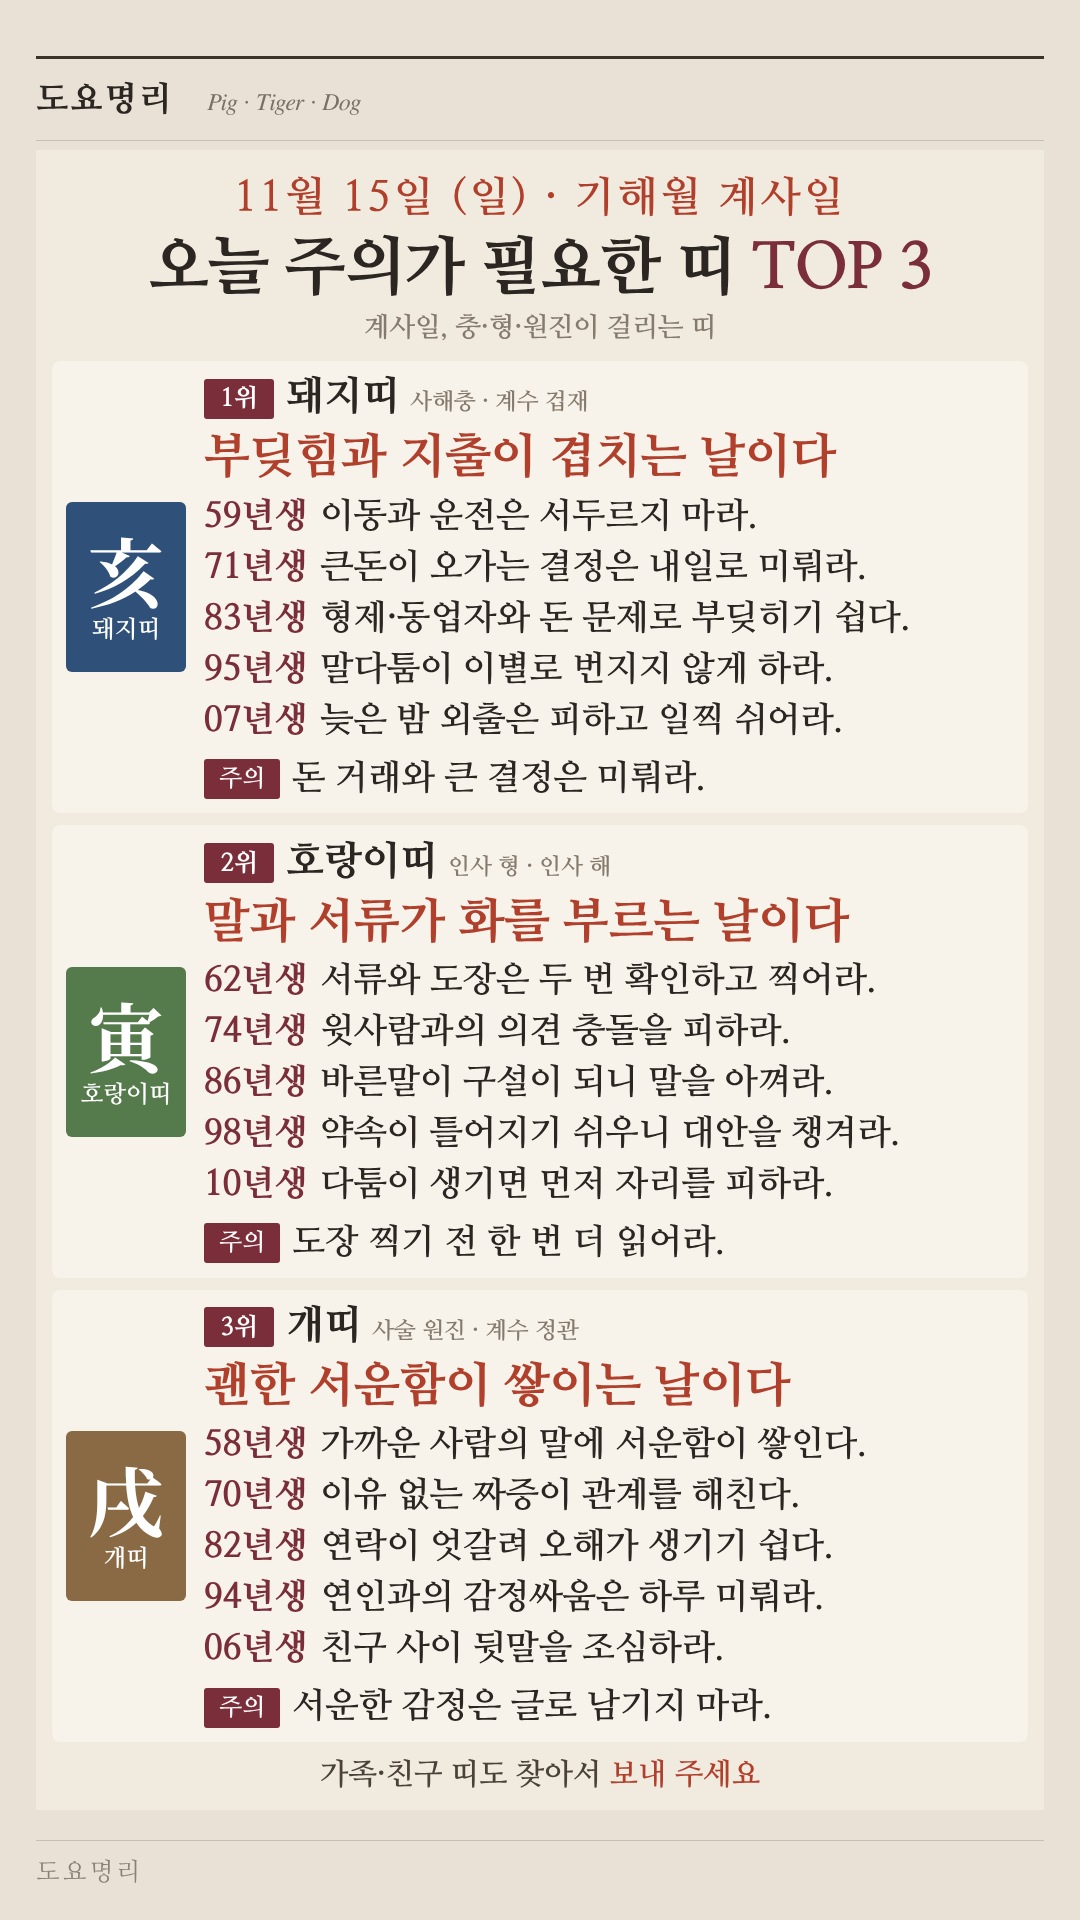 도요명리 Pig · Tiger · Dog
11월 15일 (일) · 기해월 계사일
오늘 주의가 필요한 띠 TOP 3
계사일, 충·형·원진이 걸리는 띠
1위 돼지띠 사해충 · 계수 겁재
부딪힘과 지출이 겹치는 날이다
59년생 이동과 운전은 서두르지 마라.
71년생 큰돈이 오가는 결정은 내일로 미뤄라.
83년생 형제·동업자와 돈 문제로 부딪히기 쉽다.
95년생 말다툼이 이별로 번지지 않게 하라.
07년생 늦은 밤 외출은 피하고 일찍 쉬어라.
주의 돈 거래와 큰 결정은 미뤄라.
亥
돼지띠
2위 호랑이띠 인사 형 · 인사 해
말과 서류가 화를 부르는 날이다
62년생 서류와 도장은 두 번 확인하고 찍어라.
74년생 윗사람과의 의견 충돌을 피하라.
86년생 바른말이 구설이 되니 말을 아껴라.
98년생 약속이 틀어지기 쉬우니 대안을 챙겨라.
10년생 다툼이 생기면 먼저 자리를 피하라.
주의 도장 찍기 전 한 번 더 읽어라.
寅
호랑이띠
3위 개띠 사술 원진 · 계수 정관
괜한 서운함이 쌓이는 날이다
58년생 가까운 사람의 말에 서운함이 쌓인다.
70년생 이유 없는 짜증이 관계를 해친다.
82년생 연락이 엇갈려 오해가 생기기 쉽다.
94년생 연인과의 감정싸움은 하루 미뤄라.
06년생 친구 사이 뒷말을 조심하라.
주의 서운한 감정은 글로 남기지 마라.
戌
개띠
가족·친구 띠도 찾아서 보내 주세요
도요명리